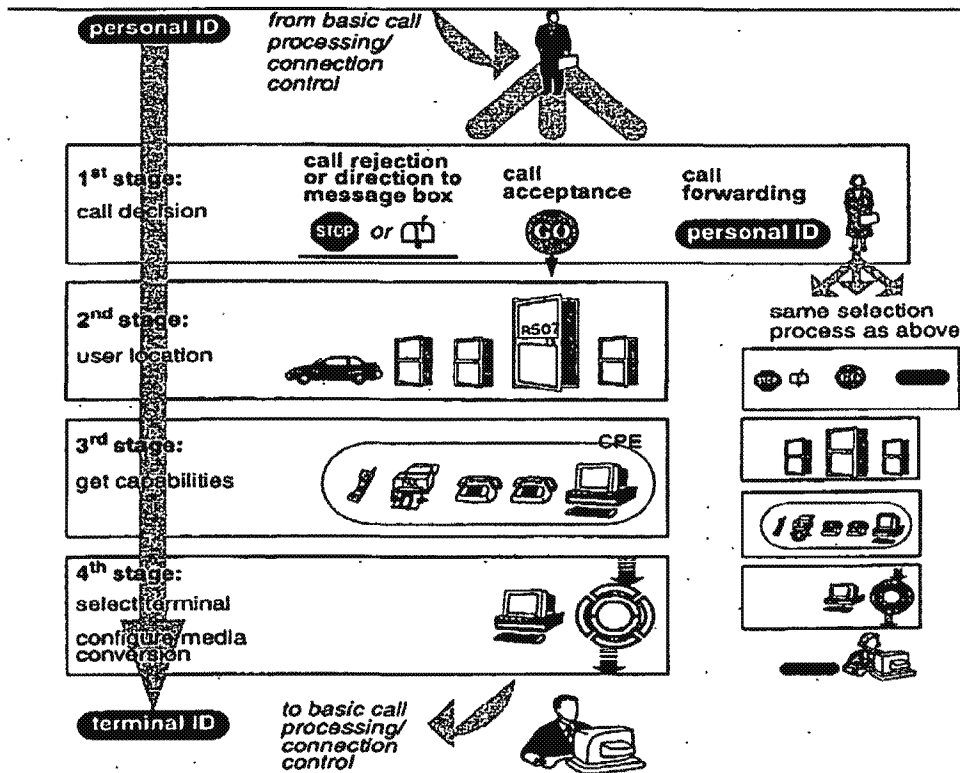 personal ID
from basic call
processing/
connection
control
1st stage:
call decision
call rejection
or direction to
message box
STOP or
call
acceptance
GO
call
forwarding
personal ID
2nd stage:
user location
R507
same selection
process as above
STOP
GO
3rd stage:
get capabilities
CPE
4th stage:
select terminal
configure/media
conversion
terminal ID
to basic call
processing/
connection
control